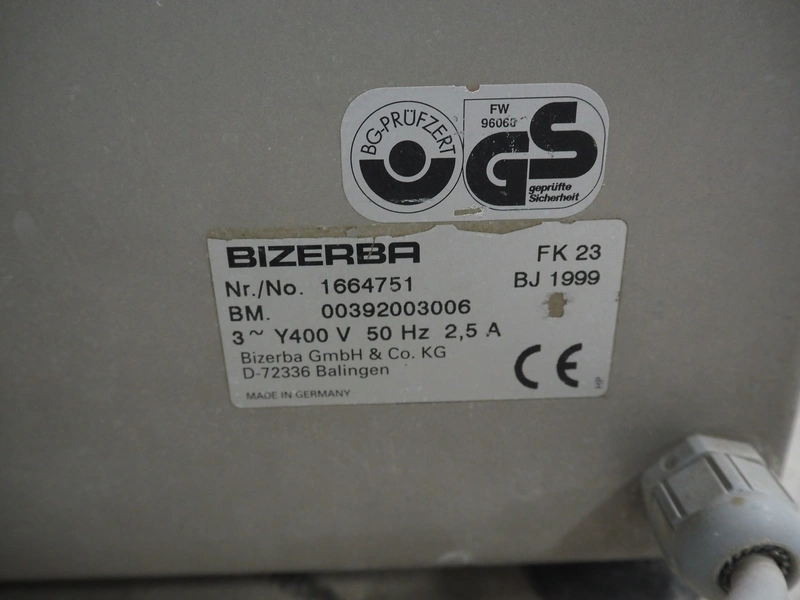 BG-PRÜFZERT
FW
96060
GS
geprüfte
Sicherheit
BIZERBA FK 23
Nr./No. 1664751 BJ 1999
BM. 00392003006
3~ Y400 V 50 Hz 2,5 A
Bizerba GmbH & Co. KG
D-72336 Balingen
CE
MADE IN GERMANY